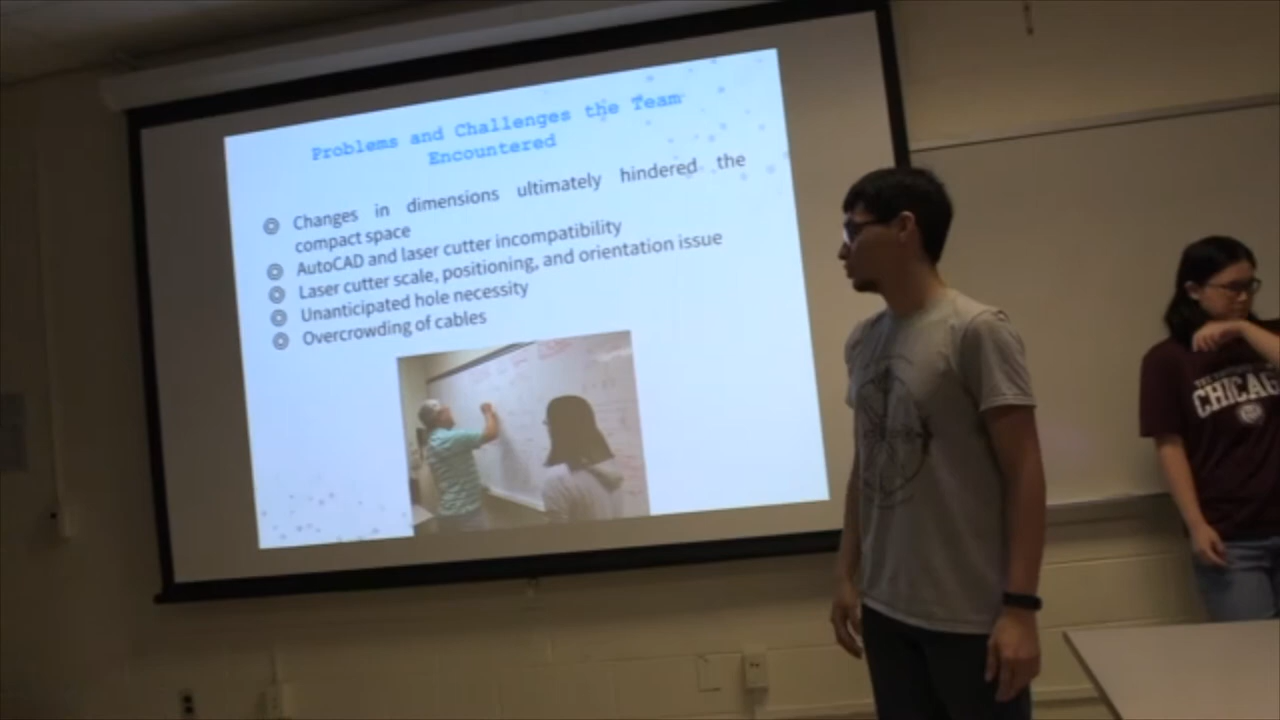 Problems and Challenges the Team
Encountered
Changes in dimensions ultimately hindered the
compact space
AutoCAD and laser cutter incompatibility
Laser cutter scale, positioning, and orientation issue
Unanticipated hole necessity
Overcrowding of cables